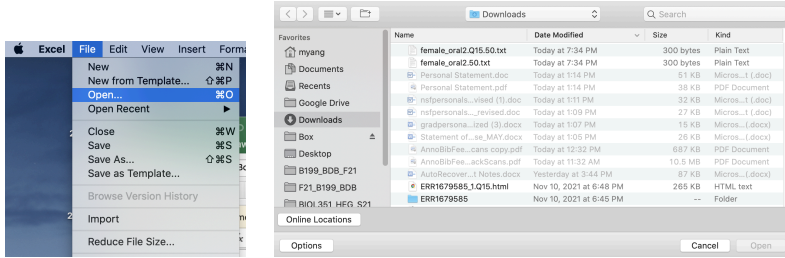 Excel File Edit View Insert Forma
New ⌘N
New from Template... ⇧⌘P
Open... ⌘O
Open Recent ▶
Close ⌘W
Save ⌘S
Save As... ⇧⌘S
Save as Template...
Browse Version History
Import
Reduce File Size...
Downloads
Search
Favorites
myang
Documents
Recents
Google Drive
Downloads
Box
Desktop
B199_BDB_F21
F21_B199_BDB
BIOL351_HEG_S21
Name Date Modified Size Kind
female_oral2.Q15.50.txt Today at 7:34 PM 300 bytes Plain Text
female_oral2.50.txt Today at 7:34 PM 300 bytes Plain Text
Personal Statement.doc Today at 1:14 PM 51 KB Micros...t (.doc)
Personal Statement.pdf Today at 1:14 PM 38 KB PDF Document
nsfpersonals...vised (1).doc Today at 1:11 PM 32 KB Micros...t (.doc)
nsfpersonals..._revised.doc Today at 1:09 PM 27 KB Micros...t (.doc)
gradpersona...ized (3).docx Today at 1:07 PM 15 KB Micros...(.docx)
Statement of...se_MAY.docx Today at 1:05 PM 26 KB Micros...(.docx)
AnnoBibFee...cans copy.pdf Today at 12:32 PM 687 KB PDF Document
AnnoBibFee...ackScans.pdf Today at 11:32 AM 10.5 MB PDF Document
AutoRecover...t Notes.docx Yesterday at 3:44 PM 87 KB Micros...(.docx)
ERR1679585_1.Q15.html Nov 10, 2021 at 6:48 PM 265 KB HTML text
ERR1679585 Nov 10, 2021 at 6:45 PM -- Folder
Online Locations
Options Cancel Open